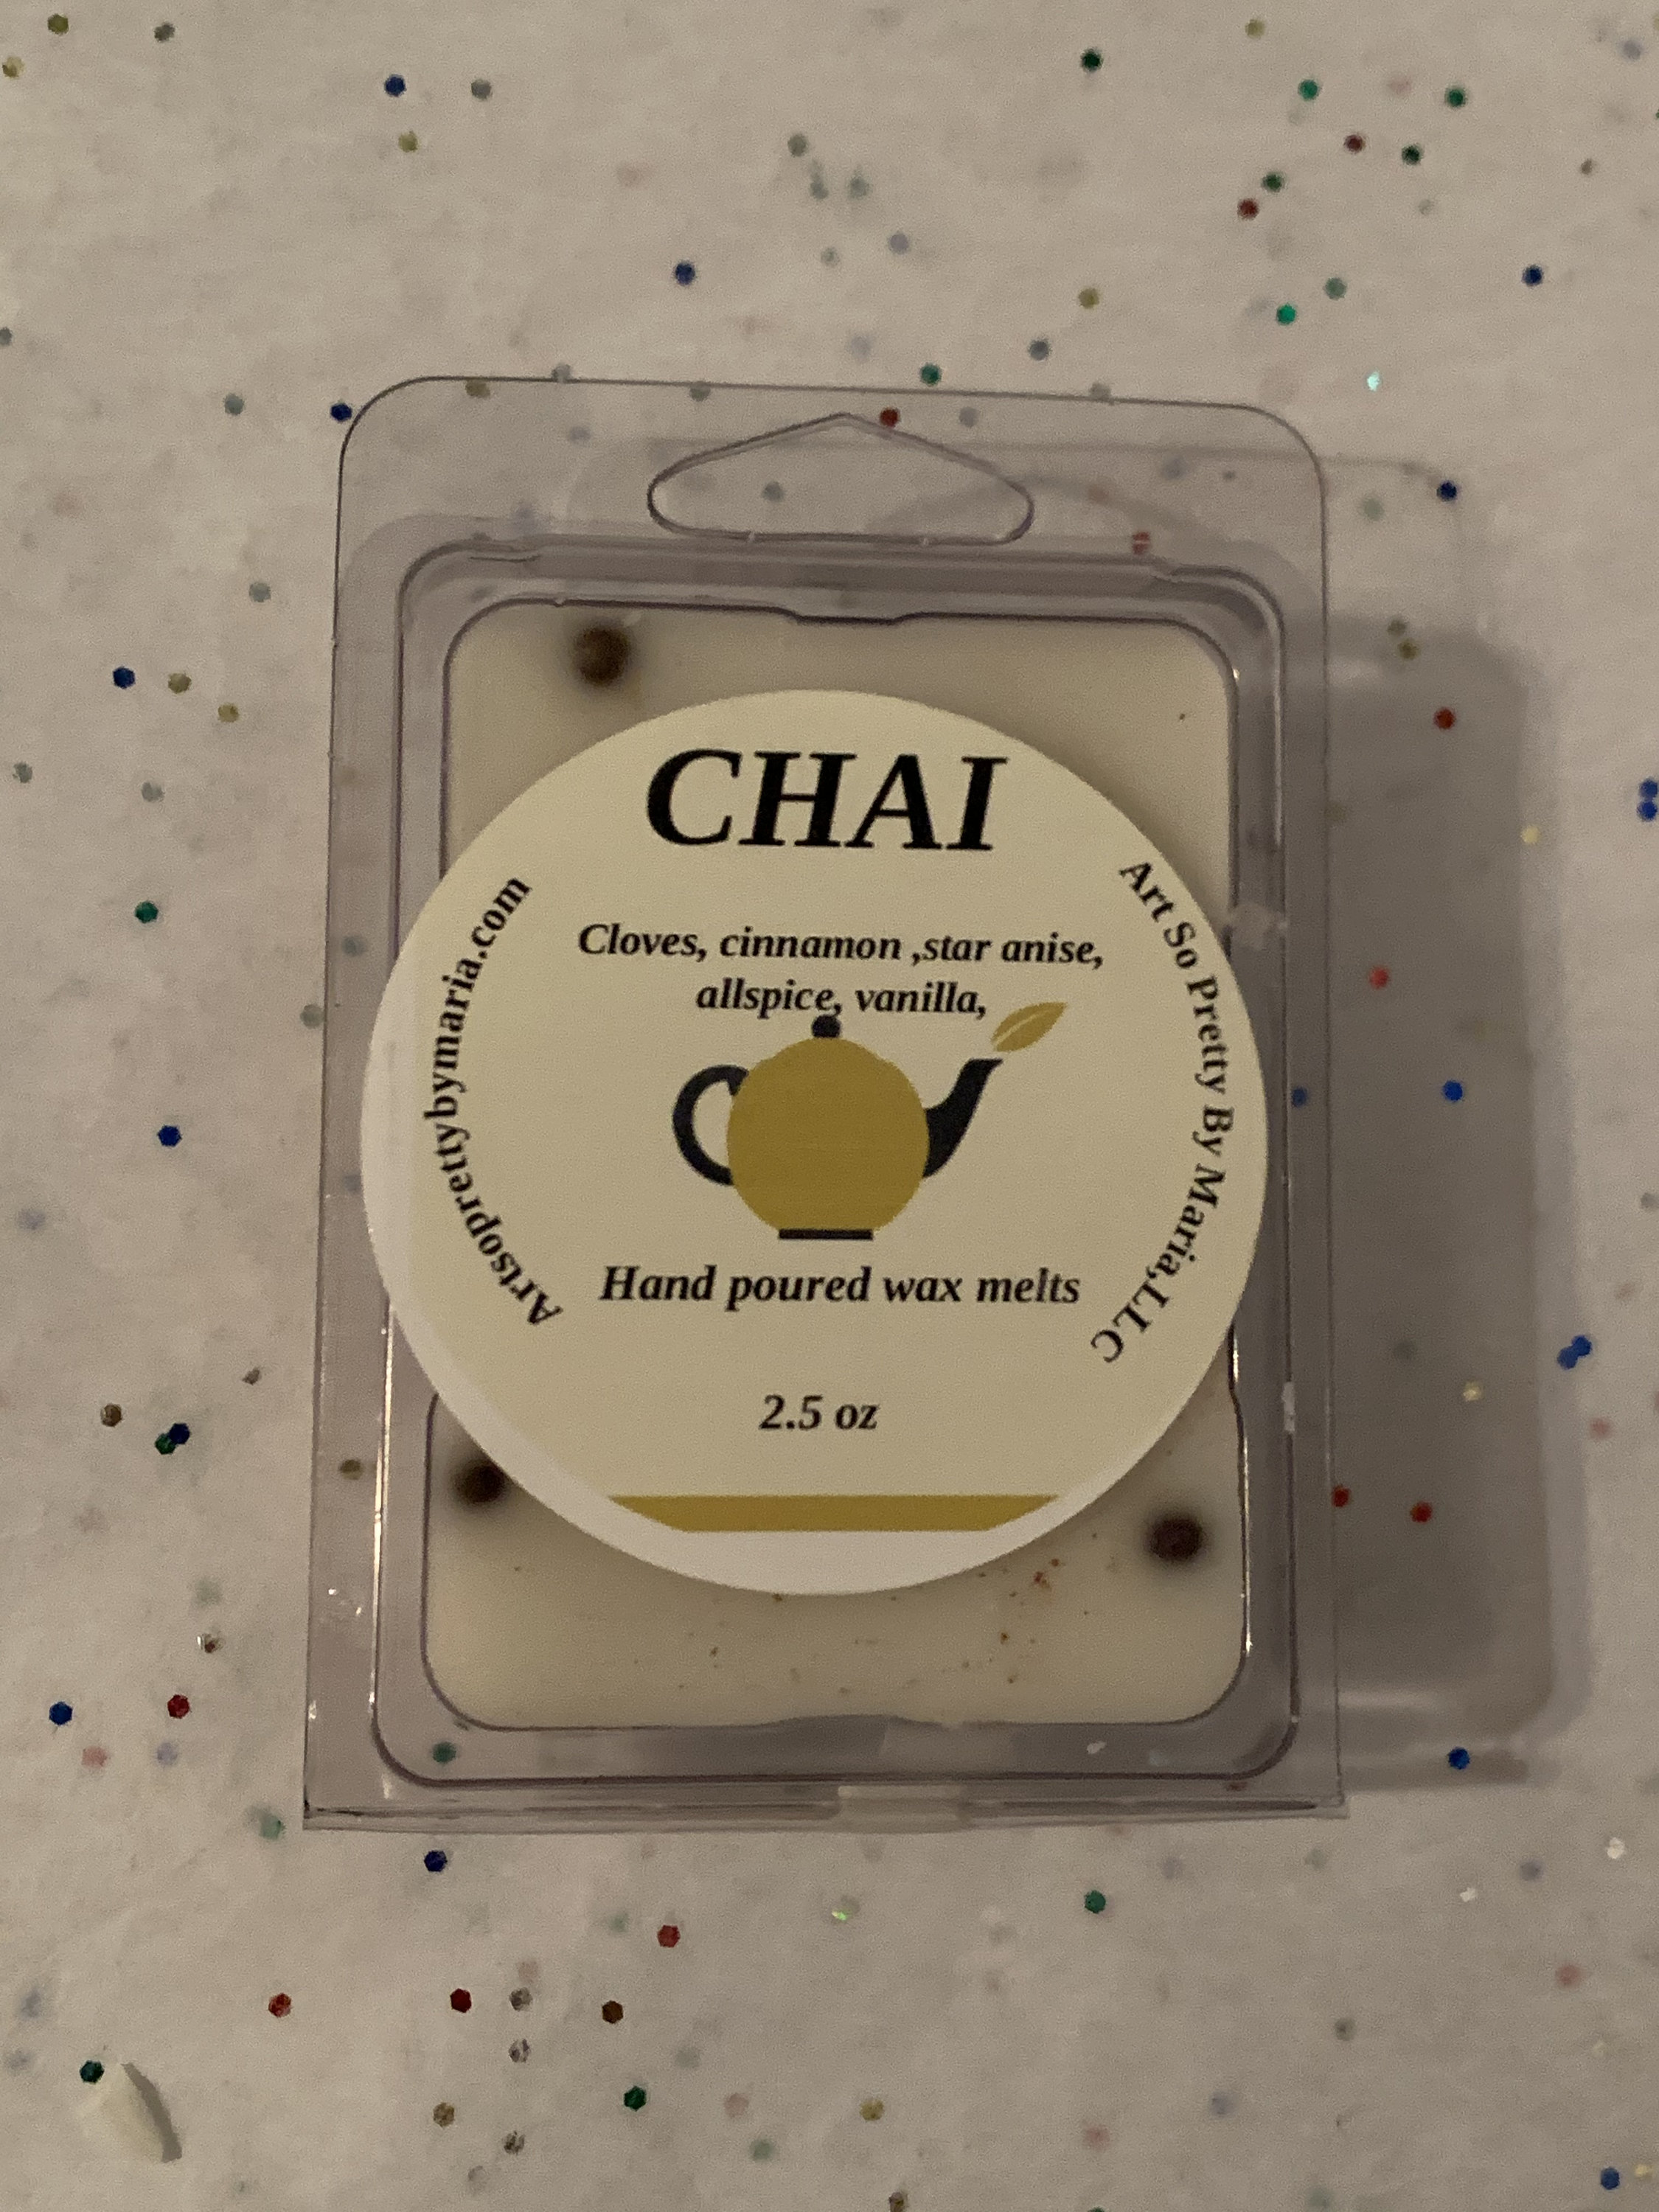 CHAI
Cloves, cinnamon ,star anise,
allspice, vanilla,
Artsoprettybymaria.com
Art So Pretty By Maria,LLC
Hand poured wax melts
2.5 oz